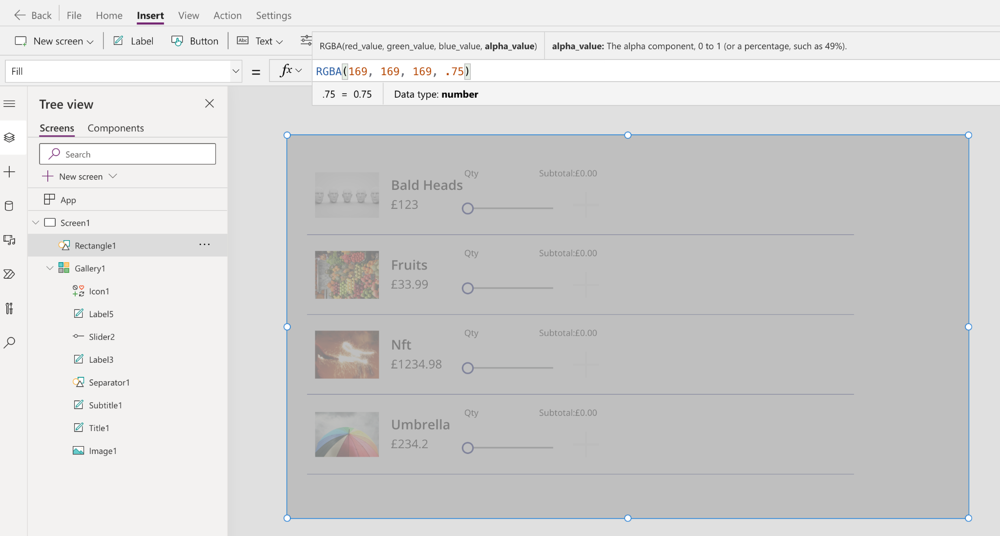 Back File Home Insert View Action Settings
New screen Label Button Abc Text
RGBA(red_value, green_value, blue_value, alpha_value) alpha_value: The alpha component, 0 to 1 (or a percentage, such as 49%).
Fill = fx RGBA(169, 169, 169, .75)
.75 = 0.75 Data type: number
Tree view
Screens Components
Search
New screen
App
Screen1
Rectangle1
Gallery1
Icon1
Label5
Slider2
Label3
Separator1
Subtitle1
Title1
Image1
Qty Subtotal:£0.00
Bald Heads
£123
Qty Subtotal:£0.00
Fruits
£33.99
Qty Subtotal:£0.00
Nft
£1234.98
Qty Subtotal:£0.00
Umbrella
£234.2